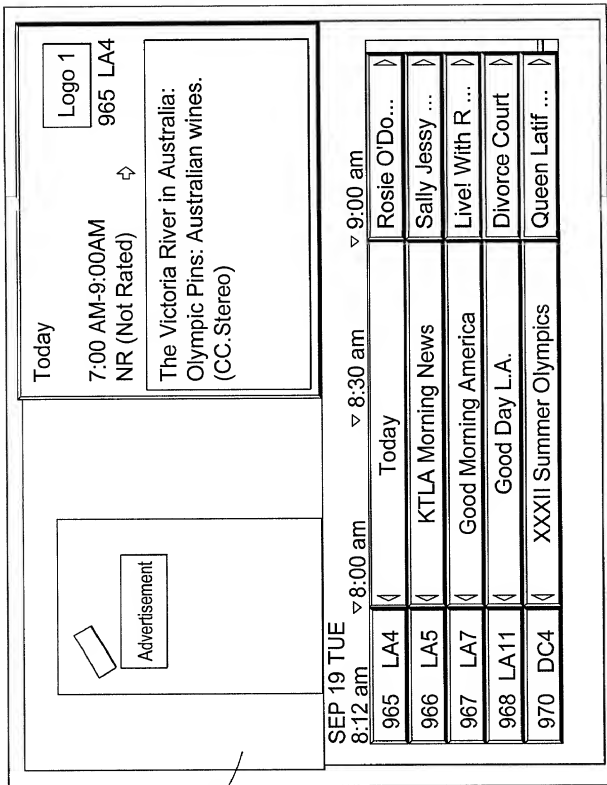 Advertisement
Today
Logo 1
7:00 AM-9:00AM
965 LA4
NR (Not Rated)
The Victoria River in Australia:
Olympic Pins: Australian wines.
(CC.Stereo)
SEP 19 TUE
8:12 am ▿8:00 am ▿ 8:30 am ▿ 9:00 am
965 LA4 Today Rosie O'Do...
966 LA5 KTLA Morning News Sally Jessy ...
967 LA7 Good Morning America Live! With R ...
968 LA11 Good Day L.A. Divorce Court
970 DC4 XXXII Summer Olympics Queen Latif ...